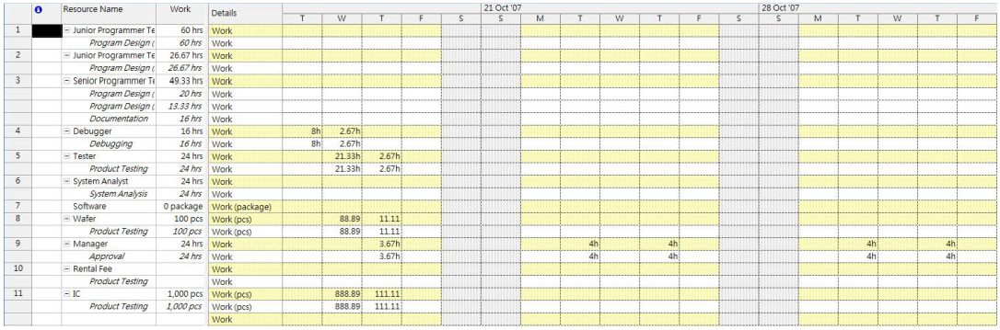 Resource Name Work Details 21 Oct '07 28 Oct '07
T W T F S S M T W T F S S M T W T F
1 Junior Programmer Te 60 hrs Work
Program Design ( 60 hrs Work
2 Junior Programmer Te 26.67 hrs Work
Program Design ( 26.67 hrs Work
3 Senior Programmer Te 49.33 hrs Work
Program Design ( 20 hrs Work
Program Design ( 13.33 hrs Work
Documentation 16 hrs Work
4 Debugger 16 hrs Work 8h 2.67h
Debugging 16 hrs Work 8h 2.67h
5 Tester 24 hrs Work 21.33h 2.67h
Product Testing 24 hrs Work 21.33h 2.67h
6 System Analyst 24 hrs Work
System Analysis 24 hrs Work
7 Software 0 package Work (package)
8 Wafer 100 pcs Work (pcs) 88.89 11.11
Product Testing 100 pcs Work (pcs) 88.89 11.11
9 Manager 24 hrs Work 3.67h 4h 4h 4h 4h
Approval 24 hrs Work 3.67h 4h 4h 4h 4h
10 Rental Fee Work
Product Testing Work
11 IC 1,000 pcs Work (pcs) 888.89 111.11
Product Testing 1,000 pcs Work (pcs) 888.89 111.11
Work